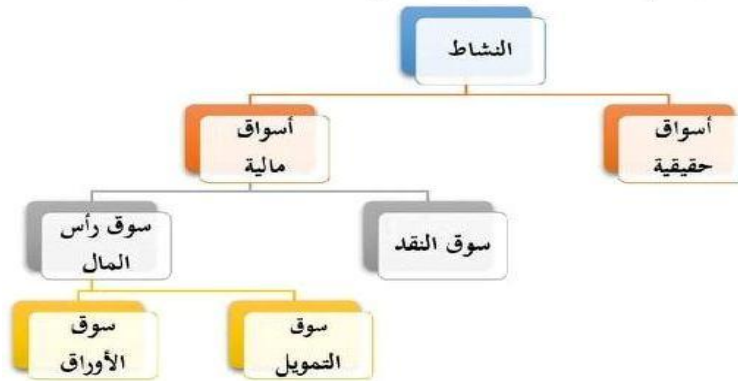 النشاط
أسواق
حقيقية
أسواق
مالية
سوق النقد
سوق رأس
المال
سوق
التمويل
سوق
الأوراق